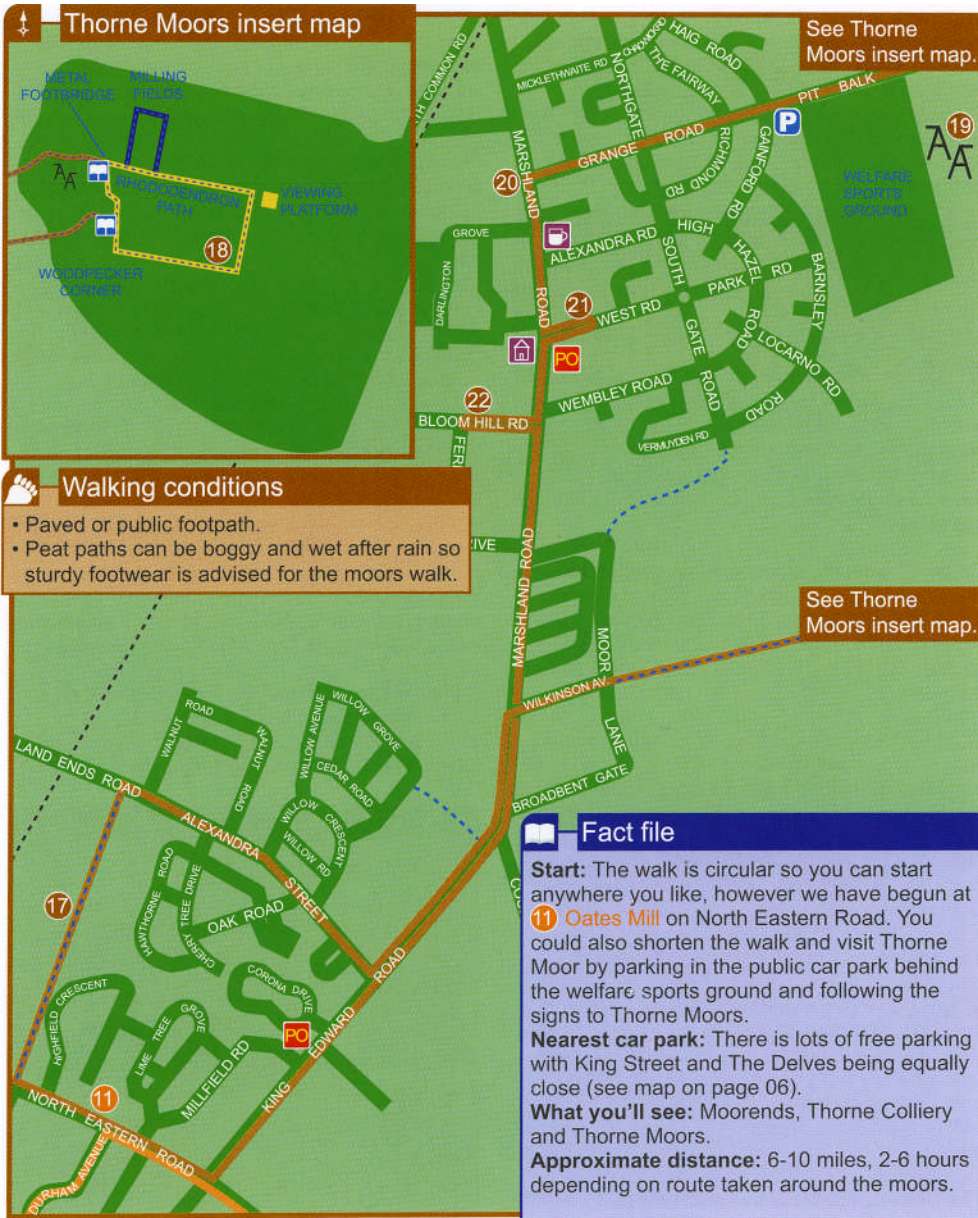 Thorne Moors insert map
METAL
FOOTBRIDGE
MILLING
FIELDS
RHODODENDRON
PATH
VIEWING
PLATFORM
18
WOODPECKER
CORNER
See Thorne
Moors insert map.
TH COMMON RD
MICKLETHWAITE RD
CHADWICK RD
HAIG ROAD
NORTHGATE
THE FAIRWAY
PIT BALK
P
19
GRANGE ROAD
20
MARSHLAND ROAD
RICHMOND RD
GAINFORD RD
WELFARE
SPORTS
GROUND
GROVE
DARLINGTON
ALEXANDRA RD
HIGH HAZEL ROAD
SOUTH GATE ROAD
PARK RD
BARNSLEY ROAD
21
WEST RD
PO
LOCARNO RD
22
BLOOM HILL RD
WEMBLEY ROAD
VERMUYDEN RD
FER
Walking conditions
• Paved or public footpath.
• Peat paths can be boggy and wet after rain so
sturdy footwear is advised for the moors walk.
IVE
MARSHLAND ROAD
See Thorne
Moors insert map.
MOOR LANE
WILKINSON AV.
BROADBENT GATE
ROAD
WALNUT
WALNUT ROAD
WILLOW AVENUE
WILLOW GROVE
CEDAR ROAD
WILLOW CRESCENT
WILLOW RD
LAND ENDS ROAD
ALEXANDRA STREET
17
HAWTHORNE ROAD
CHERRY TREE DRIVE
OAK ROAD
CORONA DRIVE
HIGHFIELD CRESCENT
LIME TREE GROVE
MILLFIELD RD
PO
KING EDWARD ROAD
11
NORTH EASTERN ROAD
DURHAM AVENUE
Fact file
Start: The walk is circular so you can start
anywhere you like, however we have begun at
11 Oates Mill on North Eastern Road. You
could also shorten the walk and visit Thorne
Moor by parking in the public car park behind
the welfare sports ground and following the
signs to Thorne Moors.
Nearest car park: There is lots of free parking
with King Street and The Delves being equally
close (see map on page 06).
What you'll see: Moorends, Thorne Colliery
and Thorne Moors.
Approximate distance: 6-10 miles, 2-6 hours
depending on route taken around the moors.